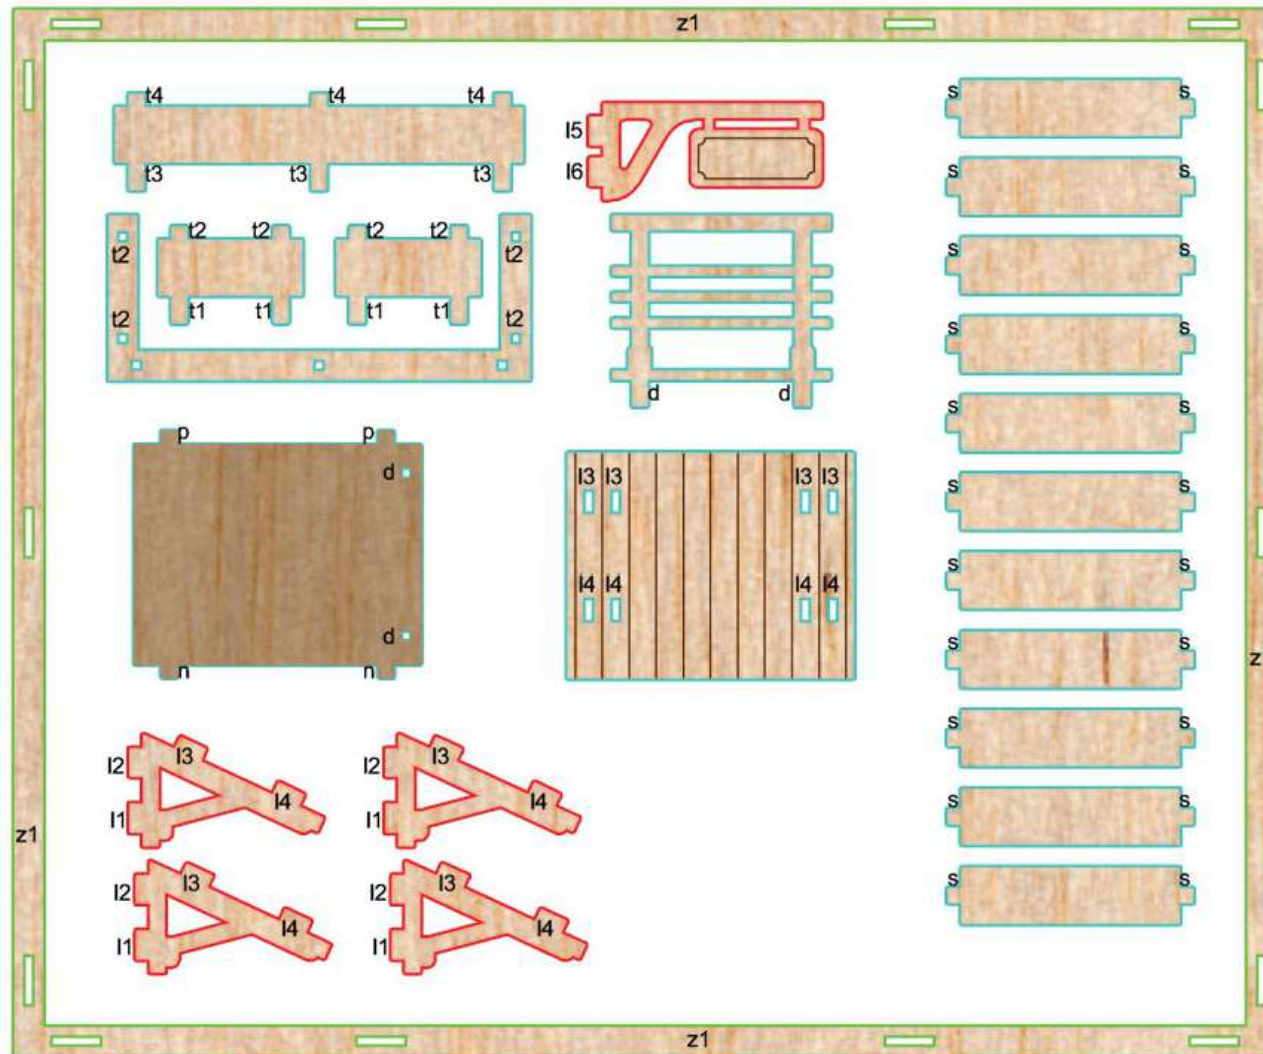 z1
t4 t4 t4
t3 t3 t3
t2 t2 t2 t2
t1 t1 t1 t1
t2 t2
t2 t2
l5
l6
d d
p p
d
d
n n
l3 l3 l3 l3
l4 l4 l4 l4
s s
s s
s s
s s
s s
s s
s s
s s
s s
s s
s s
z
z1
l2 l3 l2 l3
l1 l4 l1 l4
l2 l3 l2 l3
l1 l4 l1 l4
z1